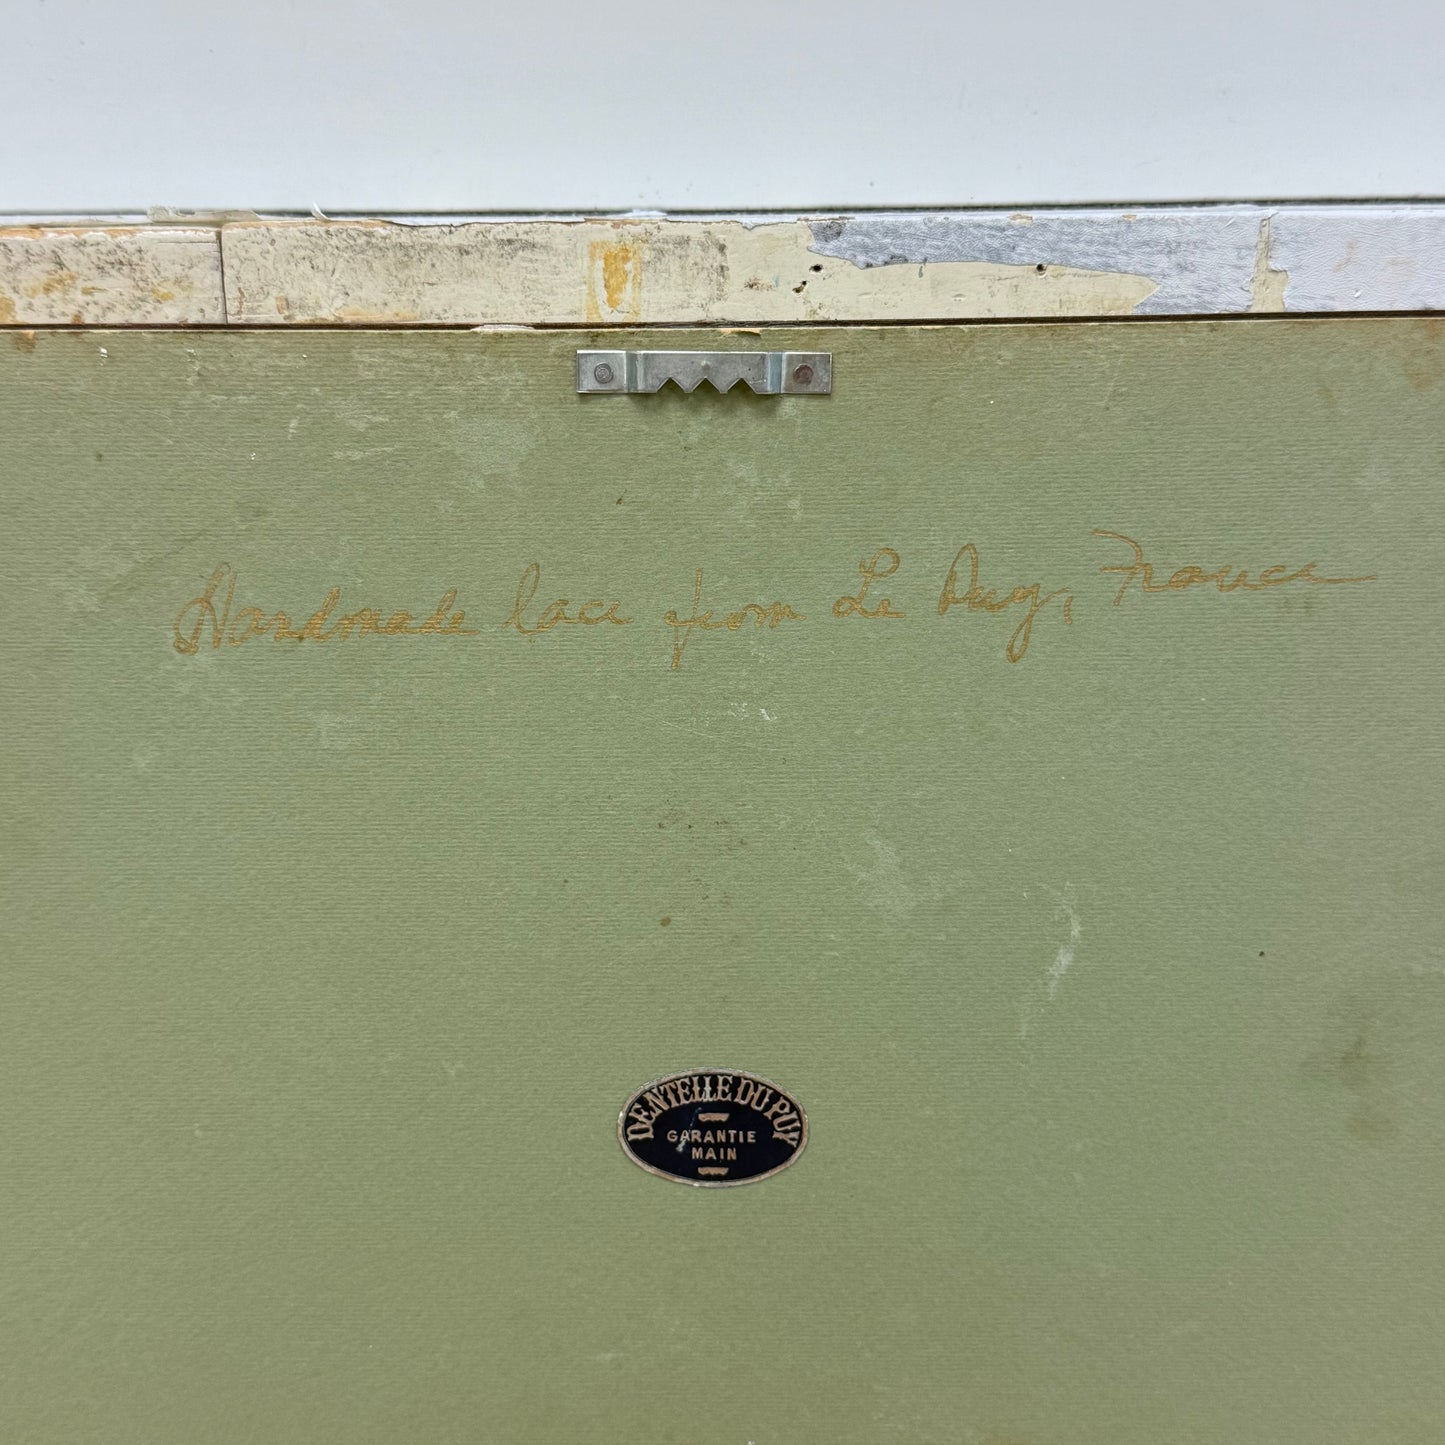 Handmade lace from Le Puy, France
DENTELLE DU PUY
GARANTIE
MAIN